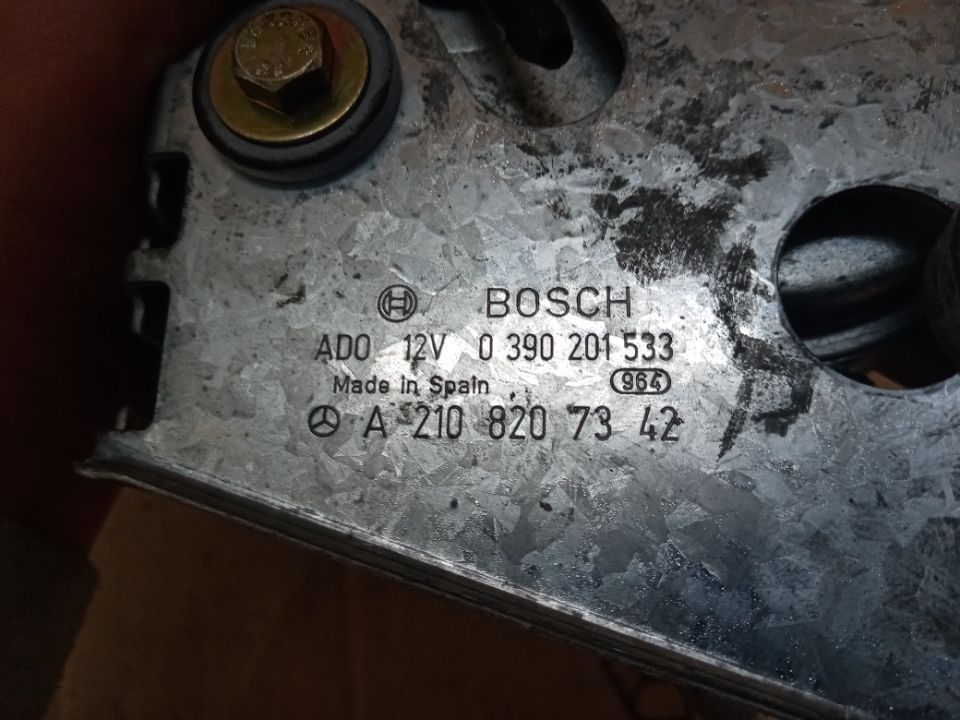 BOSCH
ADO 12V 0 390 201 533
Made in Spain 964
A 210 820 73 42